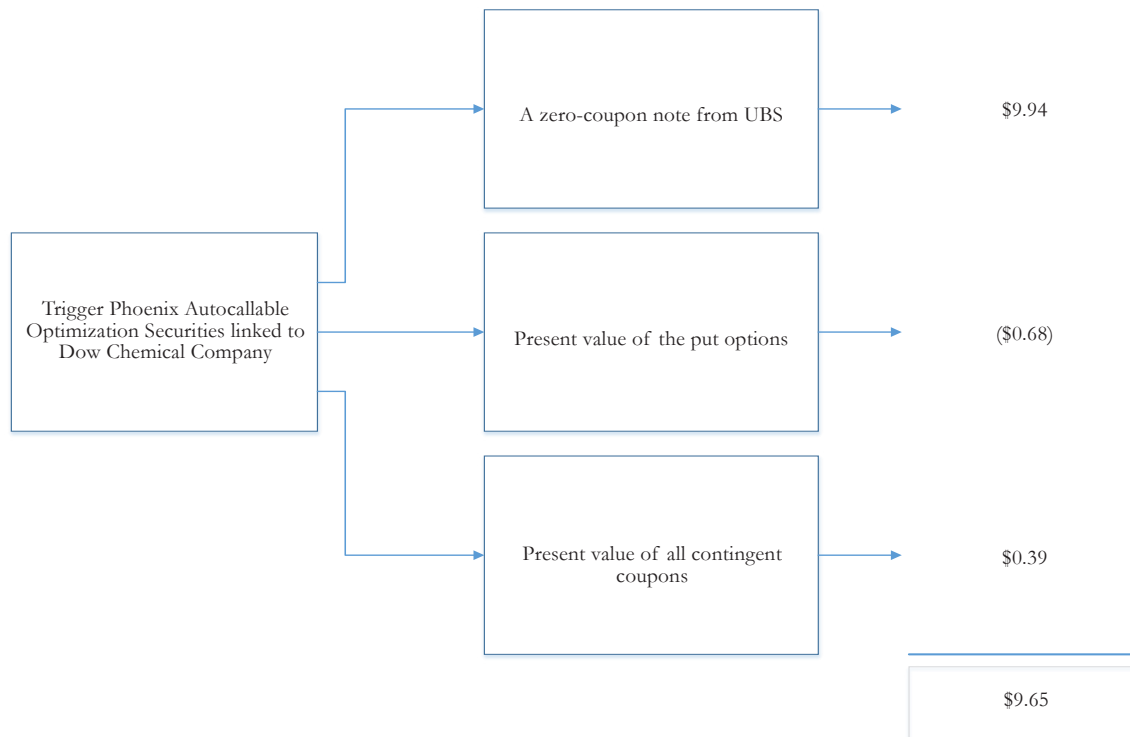 A zero-coupon note from UBS
$9.94
Trigger Phoenix Autocallable
Optimization Securities linked to
Dow Chemical Company
Present value of the put options
($0.68)
Present value of all contingent
coupons
$0.39
$9.65